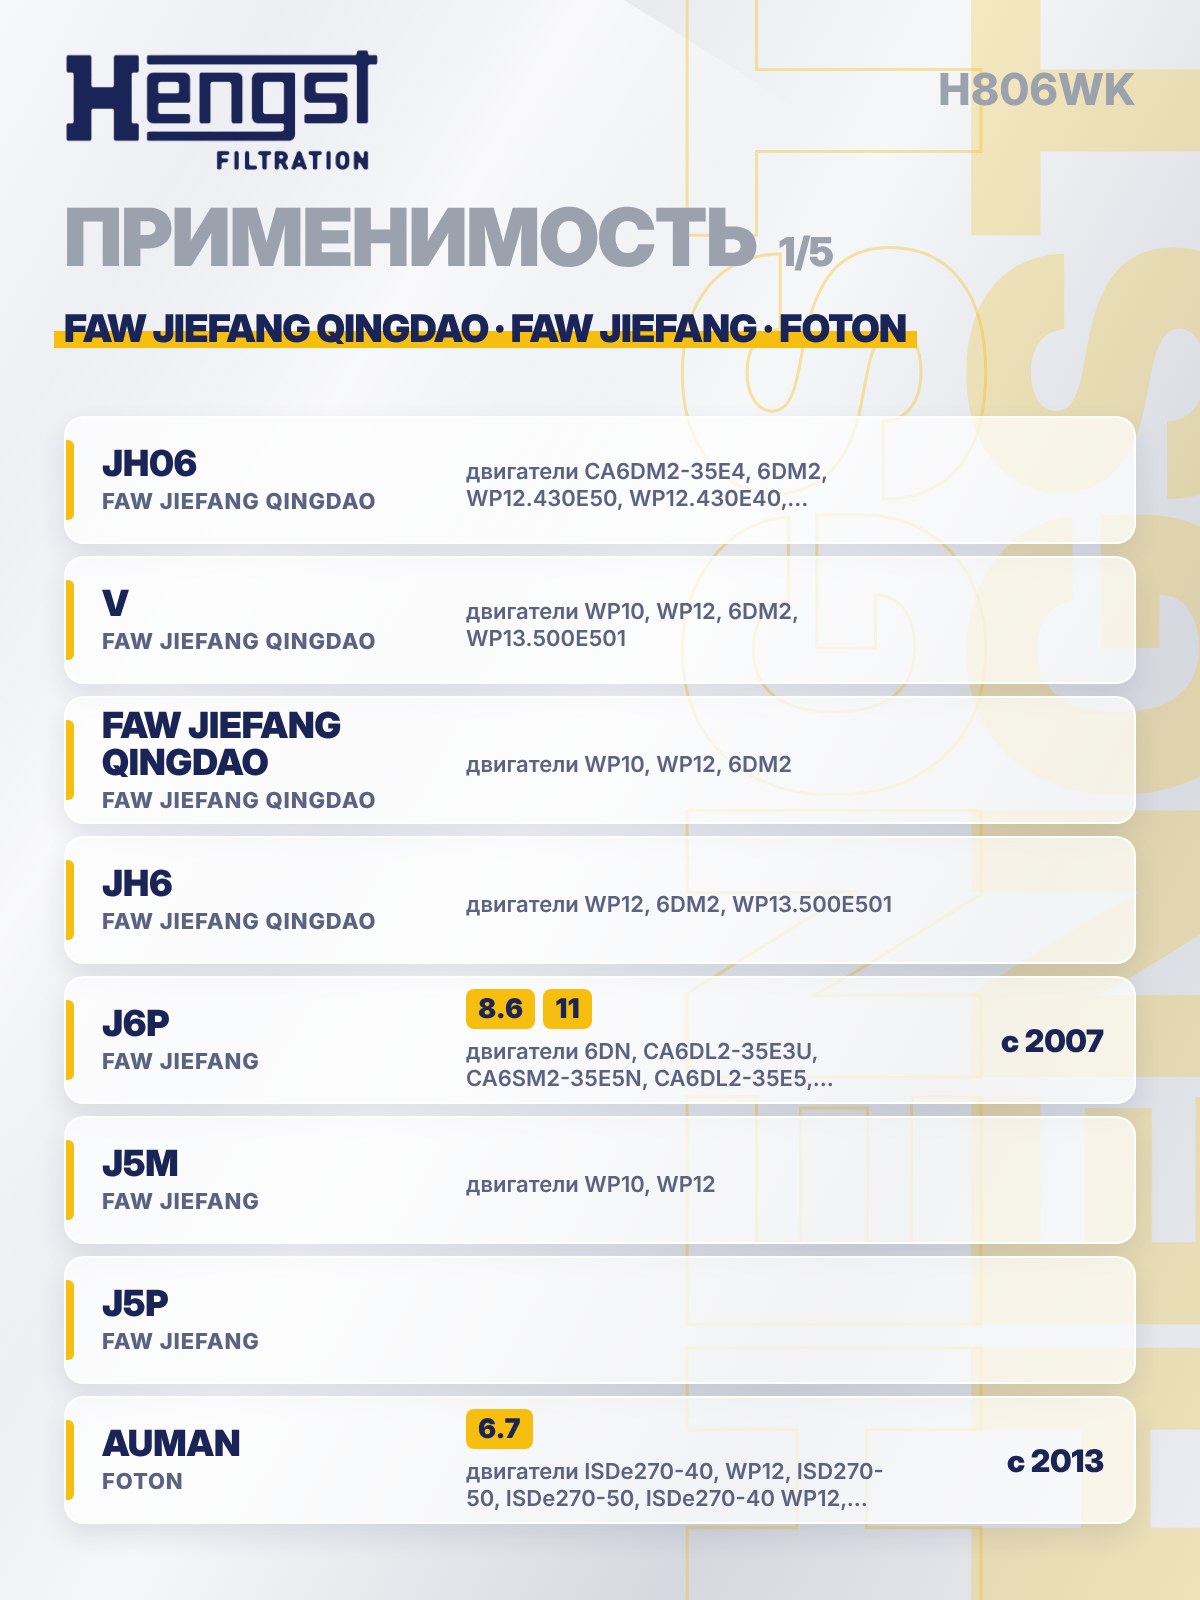 Hengst
FILTRATION
H806WK
ПРИМЕНИМОСТЬ 1/5
FAW JIEFANG QINGDAO · FAW JIEFANG · FOTON
JH06
FAW JIEFANG QINGDAO
двигатели CA6DM2-35E4, 6DM2,
WP12.430E50, WP12.430E40,...
V
FAW JIEFANG QINGDAO
двигатели WP10, WP12, 6DM2,
WP13.500E501
FAW JIEFANG
QINGDAO
FAW JIEFANG QINGDAO
двигатели WP10, WP12, 6DM2
JH6
FAW JIEFANG QINGDAO
двигатели WP12, 6DM2, WP13.500E501
J6P
FAW JIEFANG
8.6 11
двигатели 6DN, CA6DL2-35E3U,
CA6SM2-35E5N, CA6DL2-35E5,...
с 2007
J5M
FAW JIEFANG
двигатели WP10, WP12
J5P
FAW JIEFANG
AUMAN
FOTON
6.7
двигатели ISDe270-40, WP12, ISD270-
50, ISDe270-50, ISDe270-40 WP12,...
с 2013
HENGST
HENGST